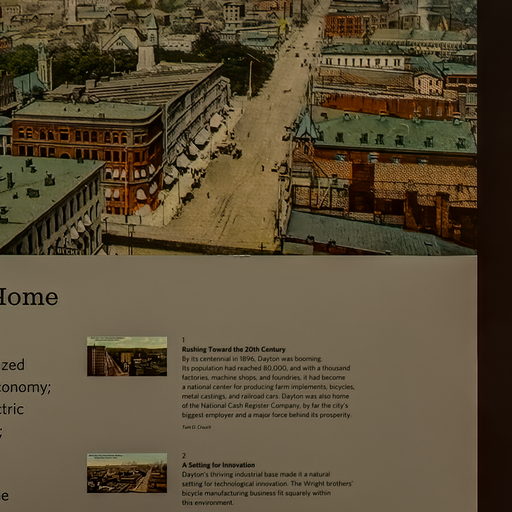 Home
ized
conomy;
ctric
;
e
1
Rushing Toward the 20th Century
By its centennial in 1896, Dayton was booming.
Its population had reached 80,000, and with a thousand
factories, machine shops, and foundries, it had become
a national center for producing farm implements, bicycles,
metal castings, and railroad cars. Dayton was also home
of the National Cash Register Company, by far the city's
biggest employer and a major force behind its prosperity.
Tom D. Crouch
2
A Setting for Innovation
Dayton's thriving industrial base made it a natural
setting for technological innovation. The Wright brothers'
bicycle manufacturing business fit squarely within
this environment.